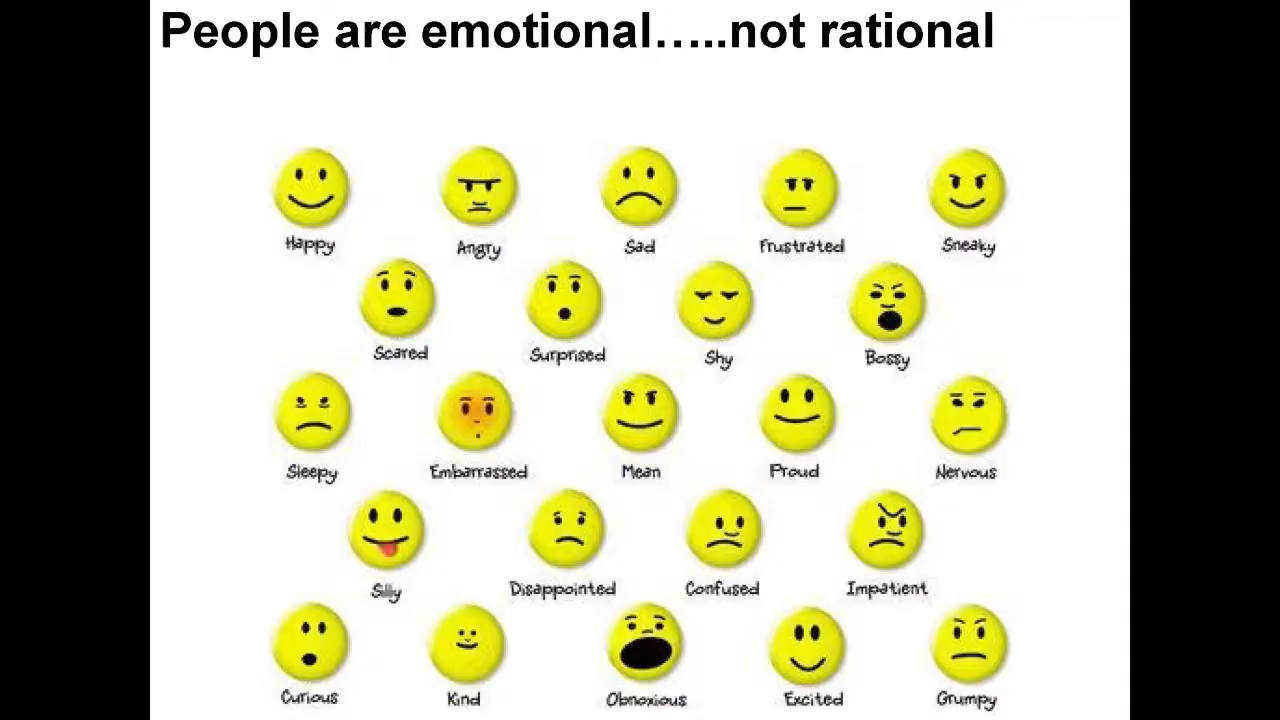 People are emotional…..not rational
Happy Angry Sad Frustrated Sneaky
Scared Surprised Shy Bossy
Sleepy Embarrassed Mean Proud Nervous
Silly Disappointed Confused Impatient
Curious Kind Obnoxious Excited Grumpy